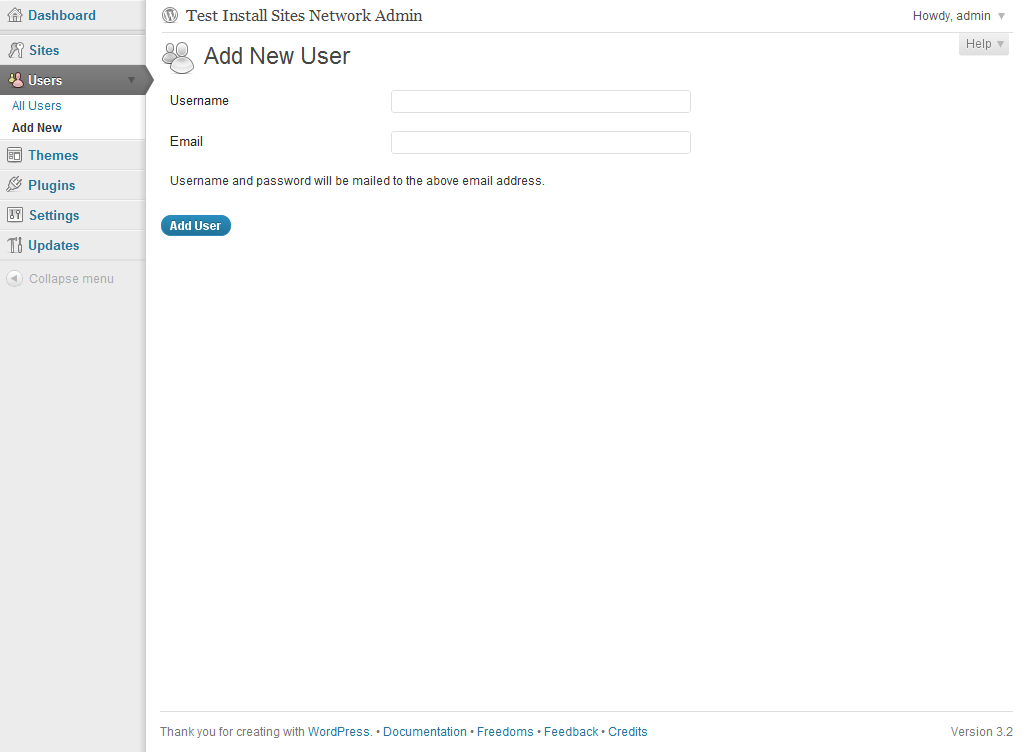 Dashboard
Sites
Users
All Users
Add New
Themes
Plugins
Settings
Updates
Collapse menu
Test Install Sites Network Admin
Howdy, admin
Help
Add New User
Username
Email
Username and password will be mailed to the above email address.
Add User
Thank you for creating with WordPress. • Documentation • Freedoms • Feedback • Credits
Version 3.2